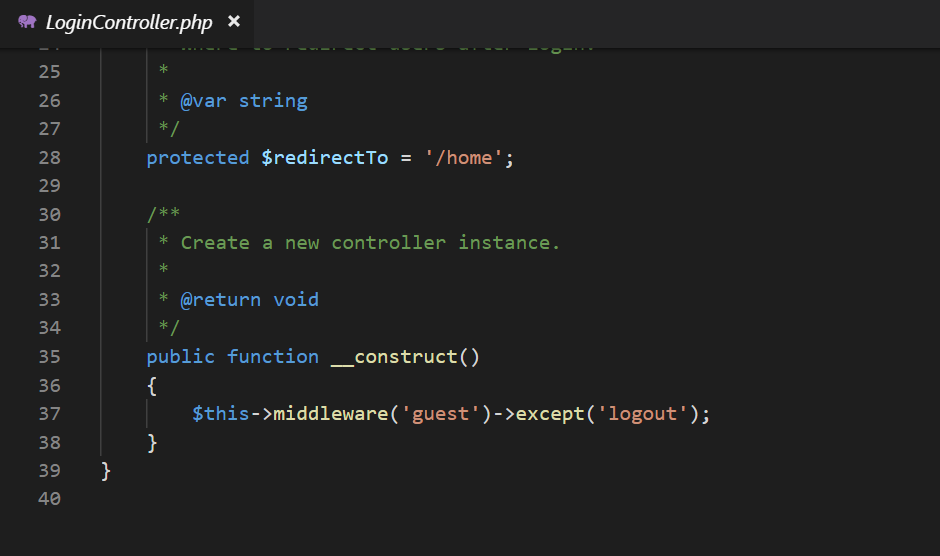 LoginController.php ×
24 * Where to redirect users after login.
25 *
26 * @var string
27 */
28 protected $redirectTo = '/home';
29
30 /**
31 * Create a new controller instance.
32 *
33 * @return void
34 */
35 public function __construct()
36 {
37 $this->middleware('guest')->except('logout');
38 }
39 }
40